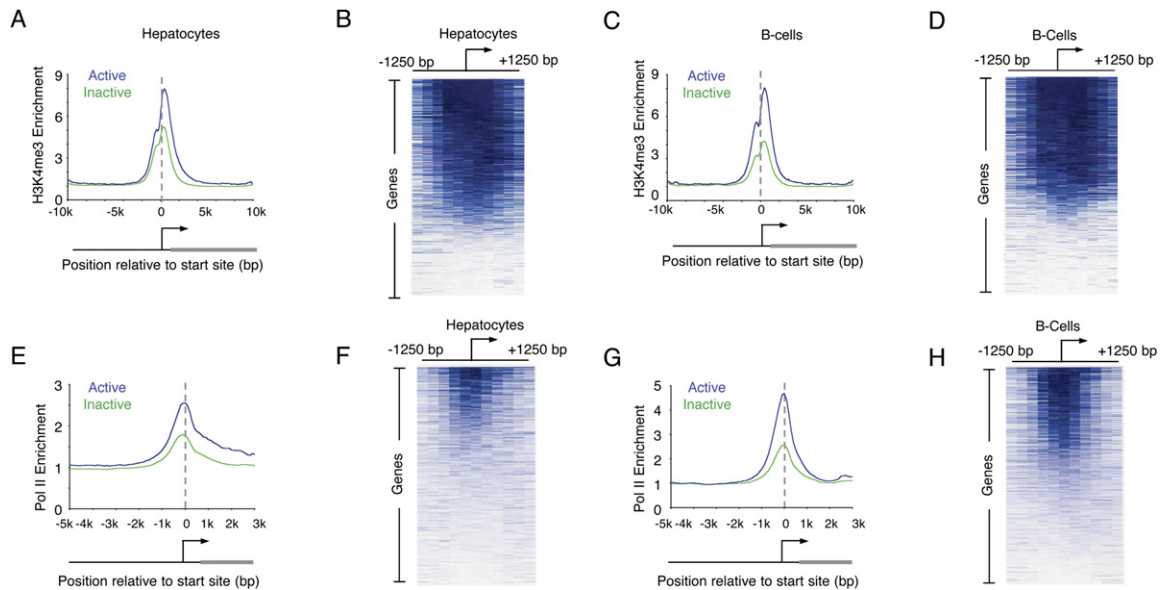 A
Hepatocytes
Active
Inactive
H3K4me3 Enrichment
9
6
3
0
-10k -5k 0 5k 10k
Position relative to start site (bp)
B
Hepatocytes
-1250 bp +1250 bp
Genes
C
B-cells
Active
Inactive
H3K4me3 Enrichment
9
6
3
0
-10k -5k 0 5k 10k
Position relative to start site (bp)
D
B-Cells
-1250 bp +1250 bp
Genes
E
Active
Inactive
Pol II Enrichment
3
2
1
0
-5k -4k -3k -2k -1k 0 1k 2k 3k
Position relative to start site (bp)
F
Hepatocytes
-1250 bp +1250 bp
Genes
G
Active
Inactive
Pol II Enrichment
5
4
3
2
1
0
-5k -4k -3k -2k -1k 0 1k 2k 3k
Position relative to start site (bp)
H
B-Cells
-1250 bp +1250 bp
Genes